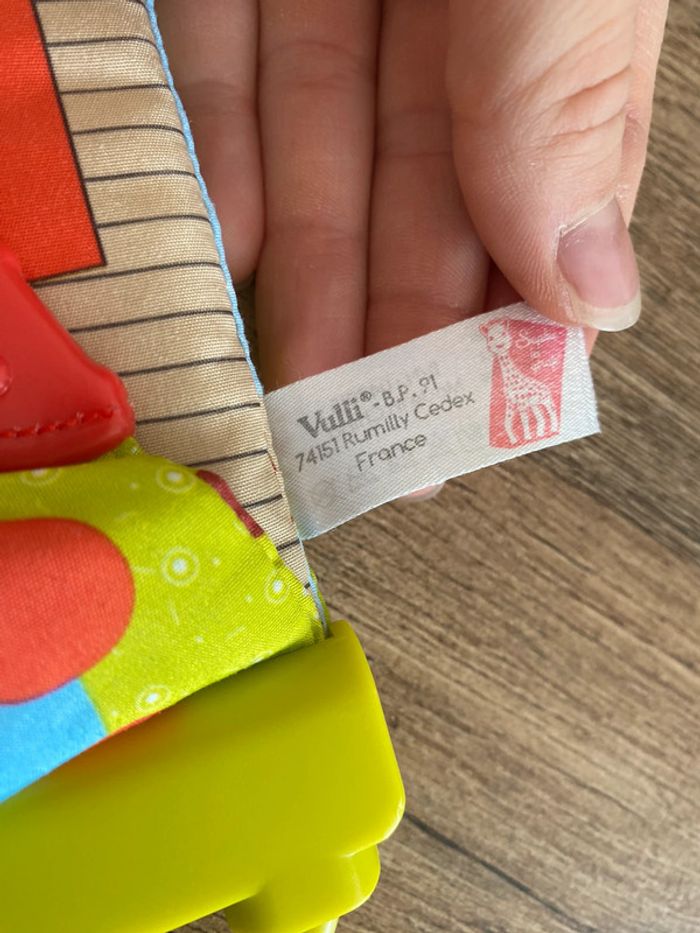 Vulli® - B.P. 91
74151 Rumilly Cedex
France